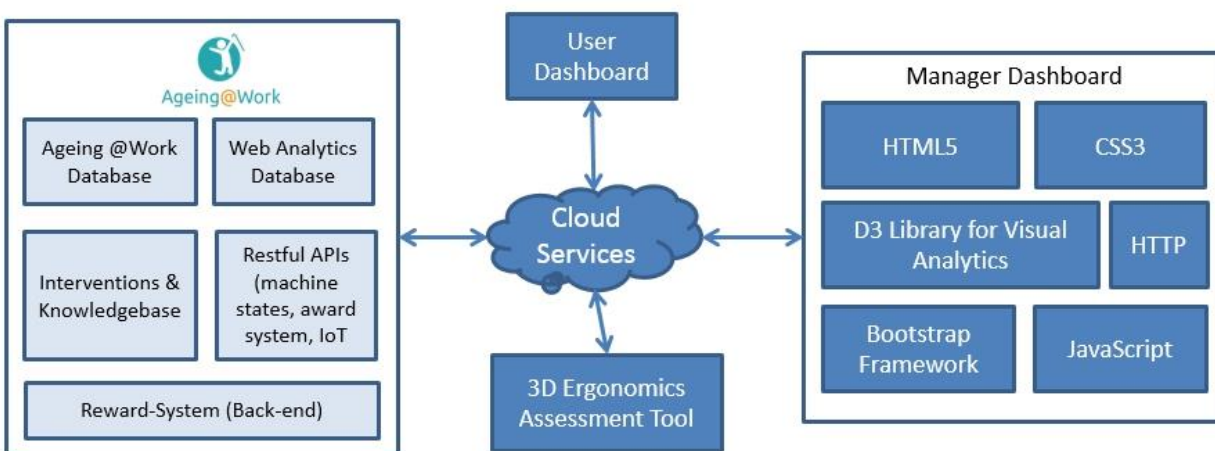 Ageing@Work
Ageing @Work
Database
Web Analytics
Database
Interventions &
Knowledgebase
Restful APIs
(machine
states, award
system, IoT
Reward-System (Back-end)
User
Dashboard
Cloud
Services
3D Ergonomics
Assessment Tool
Manager Dashboard
HTML5
CSS3
D3 Library for Visual
Analytics
HTTP
Bootstrap
Framework
JavaScript